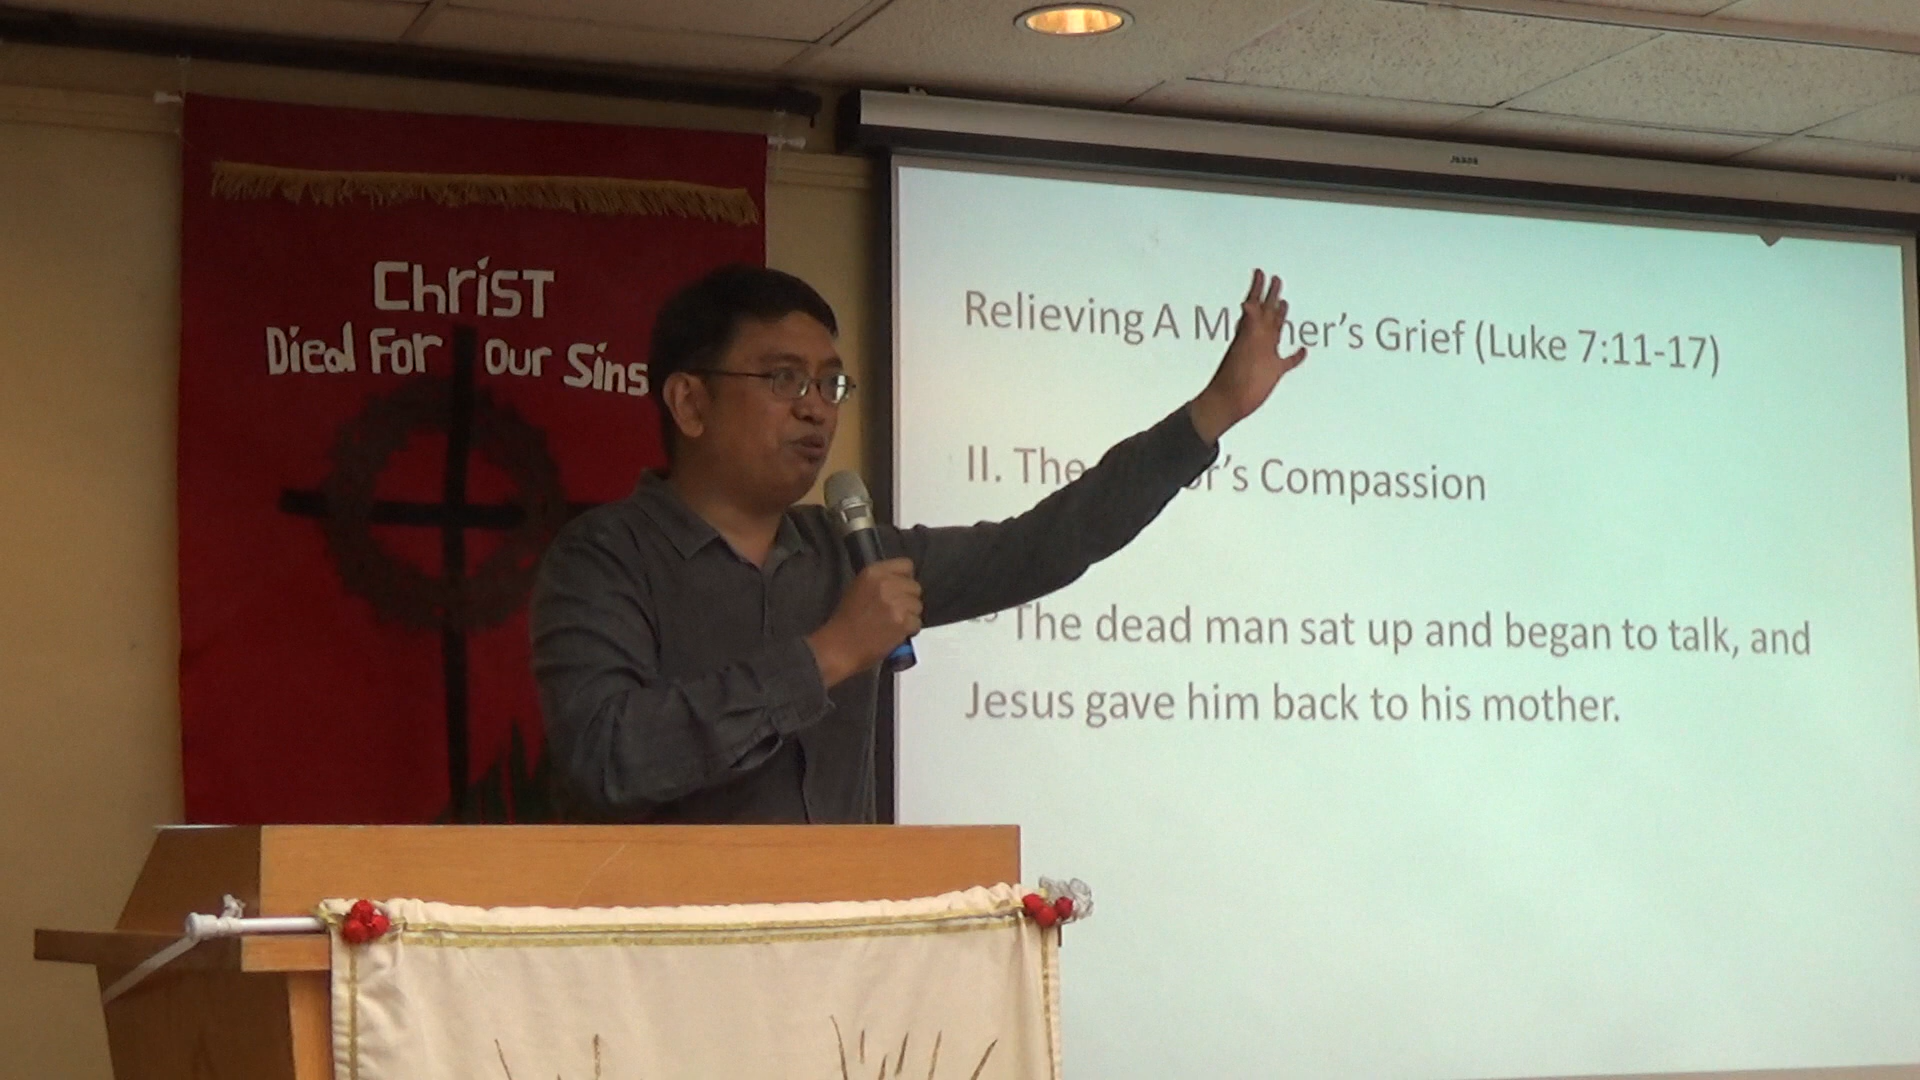 Christ
Died For Our Sins
Relieving A Mother's Grief (Luke 7:11-17)
II. The 's Compassion
The dead man sat up and began to talk, and
Jesus gave him back to his mother.